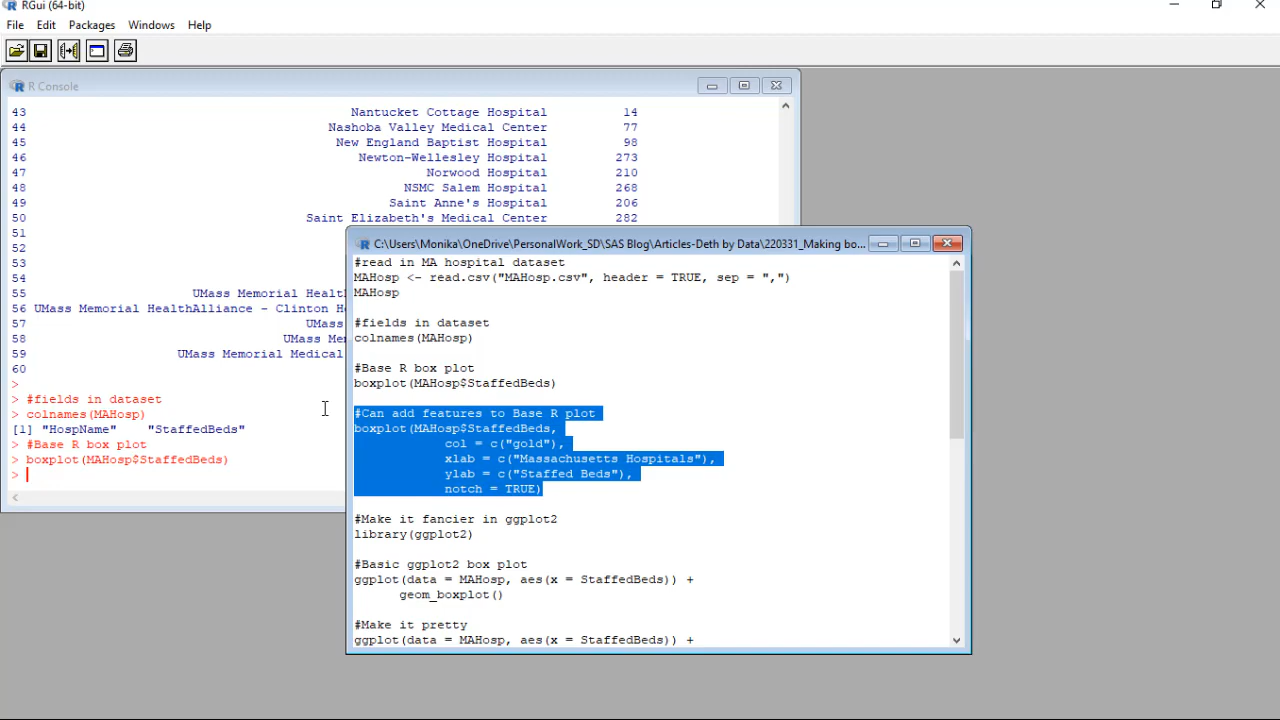 RGui (64-bit)
File Edit Packages Windows Help
R Console
43 Nantucket Cottage Hospital 14
44 Nashoba Valley Medical Center 77
45 New England Baptist Hospital 98
46 Newton-Wellesley Hospital 273
47 Norwood Hospital 210
48 NSMC Salem Hospital 268
49 Saint Anne's Hospital 206
50 Saint Elizabeth's Medical Center 282
51
52
53
54
55 UMass Memorial Healt
56 UMass Memorial HealthAlliance - Clinton H
57 UMass
58 UMass Me
59 UMass Memorial Medical
60
>
> #fields in dataset
> colnames(MAHosp)
[1] "HospName" "StaffedBeds"
> #Base R box plot
> boxplot(MAHosp$StaffedBeds)
>
C:\Users\Monika\OneDrive\PersonalWork_SD\SAS Blog\Articles-Deth by Data\220331_Making bo...
#read in MA hospital dataset
MAHosp <- read.csv("MAHosp.csv", header = TRUE, sep = ",")
MAHosp
#fields in dataset
colnames(MAHosp)
#Base R box plot
boxplot(MAHosp$StaffedBeds)
#Can add features to Base R plot
boxplot(MAHosp$StaffedBeds,
col = c("gold"),
xlab = c("Massachusetts Hospitals"),
ylab = c("Staffed Beds"),
notch = TRUE)
#Make it fancier in ggplot2
library(ggplot2)
#Basic ggplot2 box plot
ggplot(data = MAHosp, aes(x = StaffedBeds)) +
geom_boxplot()
#Make it pretty
ggplot(data = MAHosp, aes(x = StaffedBeds)) +